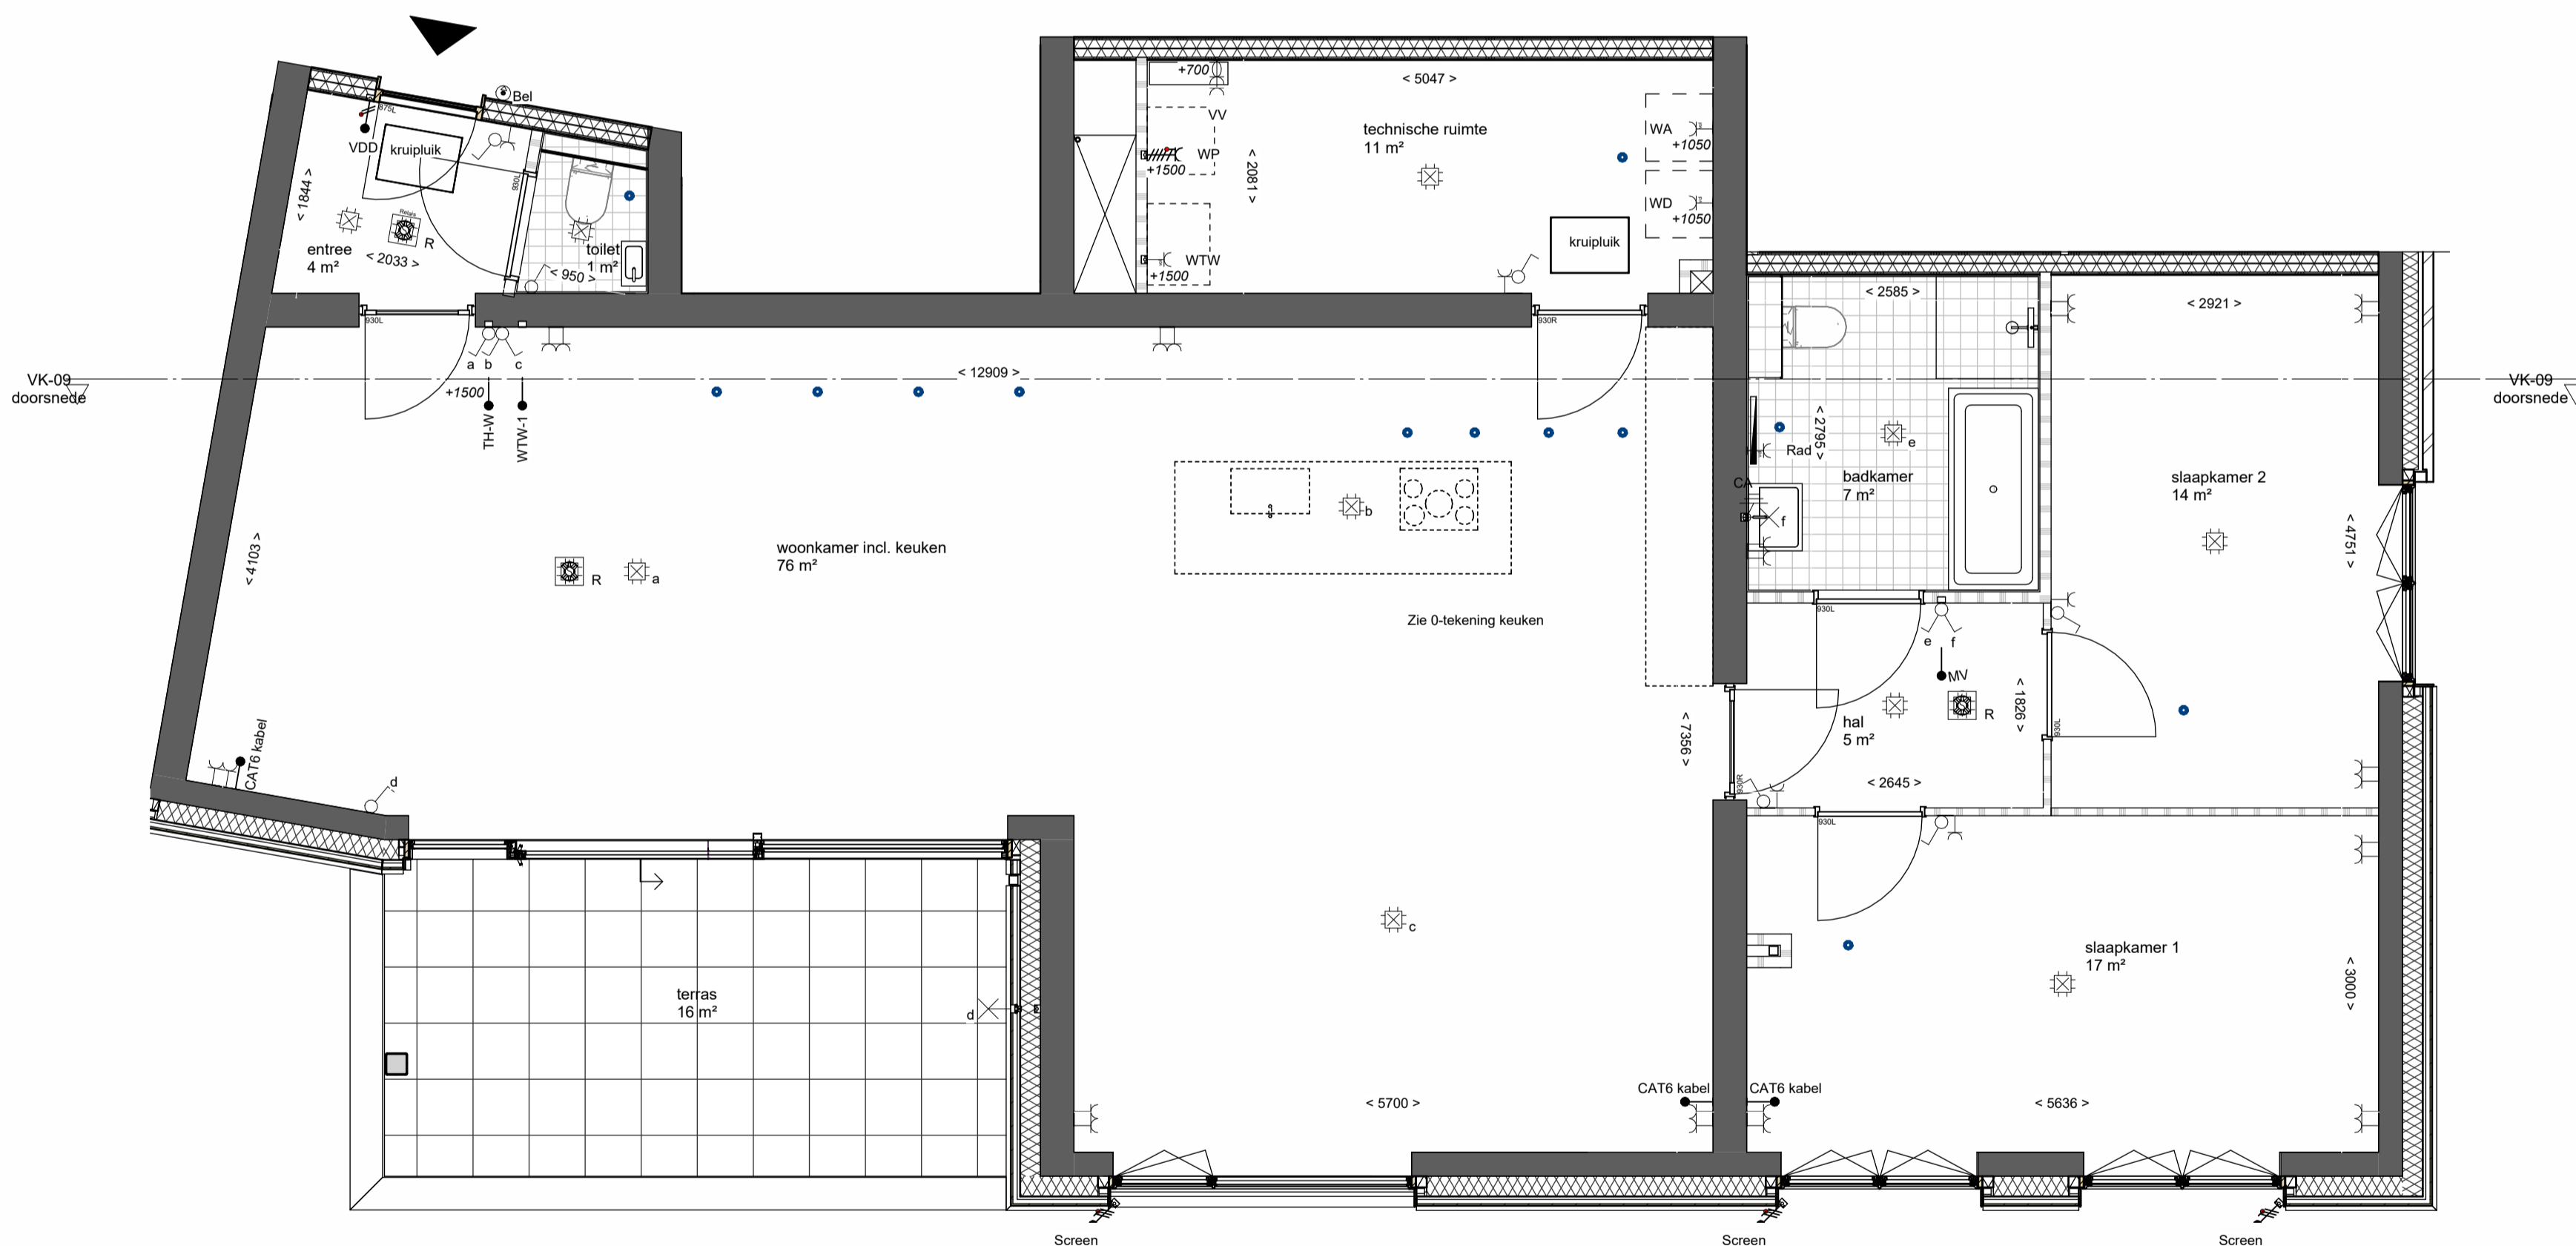 Bel
875L
VDD
kruipluik
930L
< 1844 >
Relais
R
entree
4 m²
< 2033 >
toilet
1 m²
< 950 >
930L
a b c
+1500
TH-W
WTW-1
+700
VV
WP
+1500
WTW
+1500
< 2081 >
< 5047 >
technische ruimte
11 m²
WA
+1050
WD
+1050
kruipluik
930R
VK-09
doorsnede
< 12909 >
VK-09
doorsnede
< 2585 >
< 2921 >
< 2795 >
Rad
e
badkamer
7 m²
CA
f
slaapkamer 2
14 m²
< 4751 >
b
< 4103 >
woonkamer incl. keuken
76 m²
R
a
Zie 0-tekening keuken
930L
e f
MV
R
hal
5 m²
< 1826 >
930L
< 7356 >
930R
< 2645 >
930L
CAT6 kabel
d
c
slaapkamer 1
17 m²
< 3000 >
terras
16 m²
d
CAT6 kabel
CAT6 kabel
< 5700 >
< 5636 >
Screen
Screen
Screen